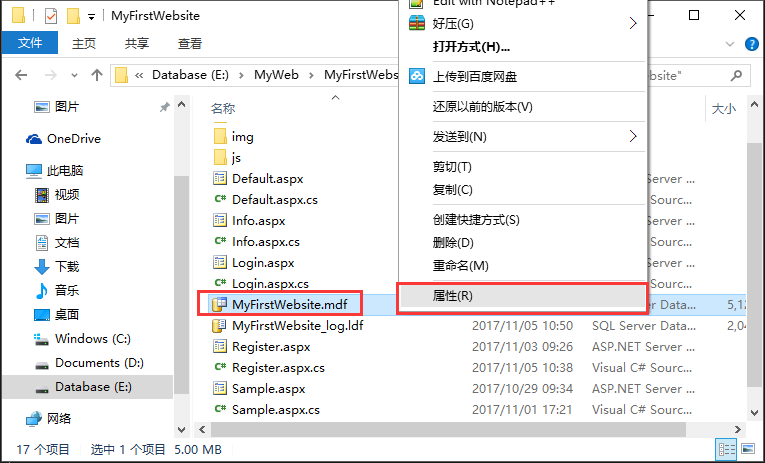 MyFirstWebsite
文件 主页 共享 查看
Database (E:) MyWeb MyFirstWebs
bsite"
Edit with Notepad++
好压(G)
打开方式(H)...
上传到百度网盘
还原以前的版本(V)
发送到(N)
剪切(T)
复制(C)
创建快捷方式(S)
删除(D)
重命名(M)
属性(R)
图片
OneDrive
此电脑
视频
图片
文档
下载
音乐
桌面
Windows (C:)
Documents (D:)
Database (E:)
网络
名称 大小
img
js
Default.aspx Server ...
Default.aspx.cs Sourc...
Info.aspx Server ...
Info.aspx.cs Sourc...
Login.aspx Server ...
Login.aspx.cs Sourc...
MyFirstWebsite.mdf er Data... 5,12
MyFirstWebsite_log.ldf 2017/11/05 10:50 SQL Server Data... 2,04
Register.aspx 2017/11/03 09:26 ASP.NET Server ...
Register.aspx.cs 2017/11/05 10:38 Visual C# Sourc...
Sample.aspx 2017/10/29 09:34 ASP.NET Server ...
Sample.aspx.cs 2017/11/01 17:21 Visual C# Sourc...
17 个项目 选中 1 个项目 5.00 MB